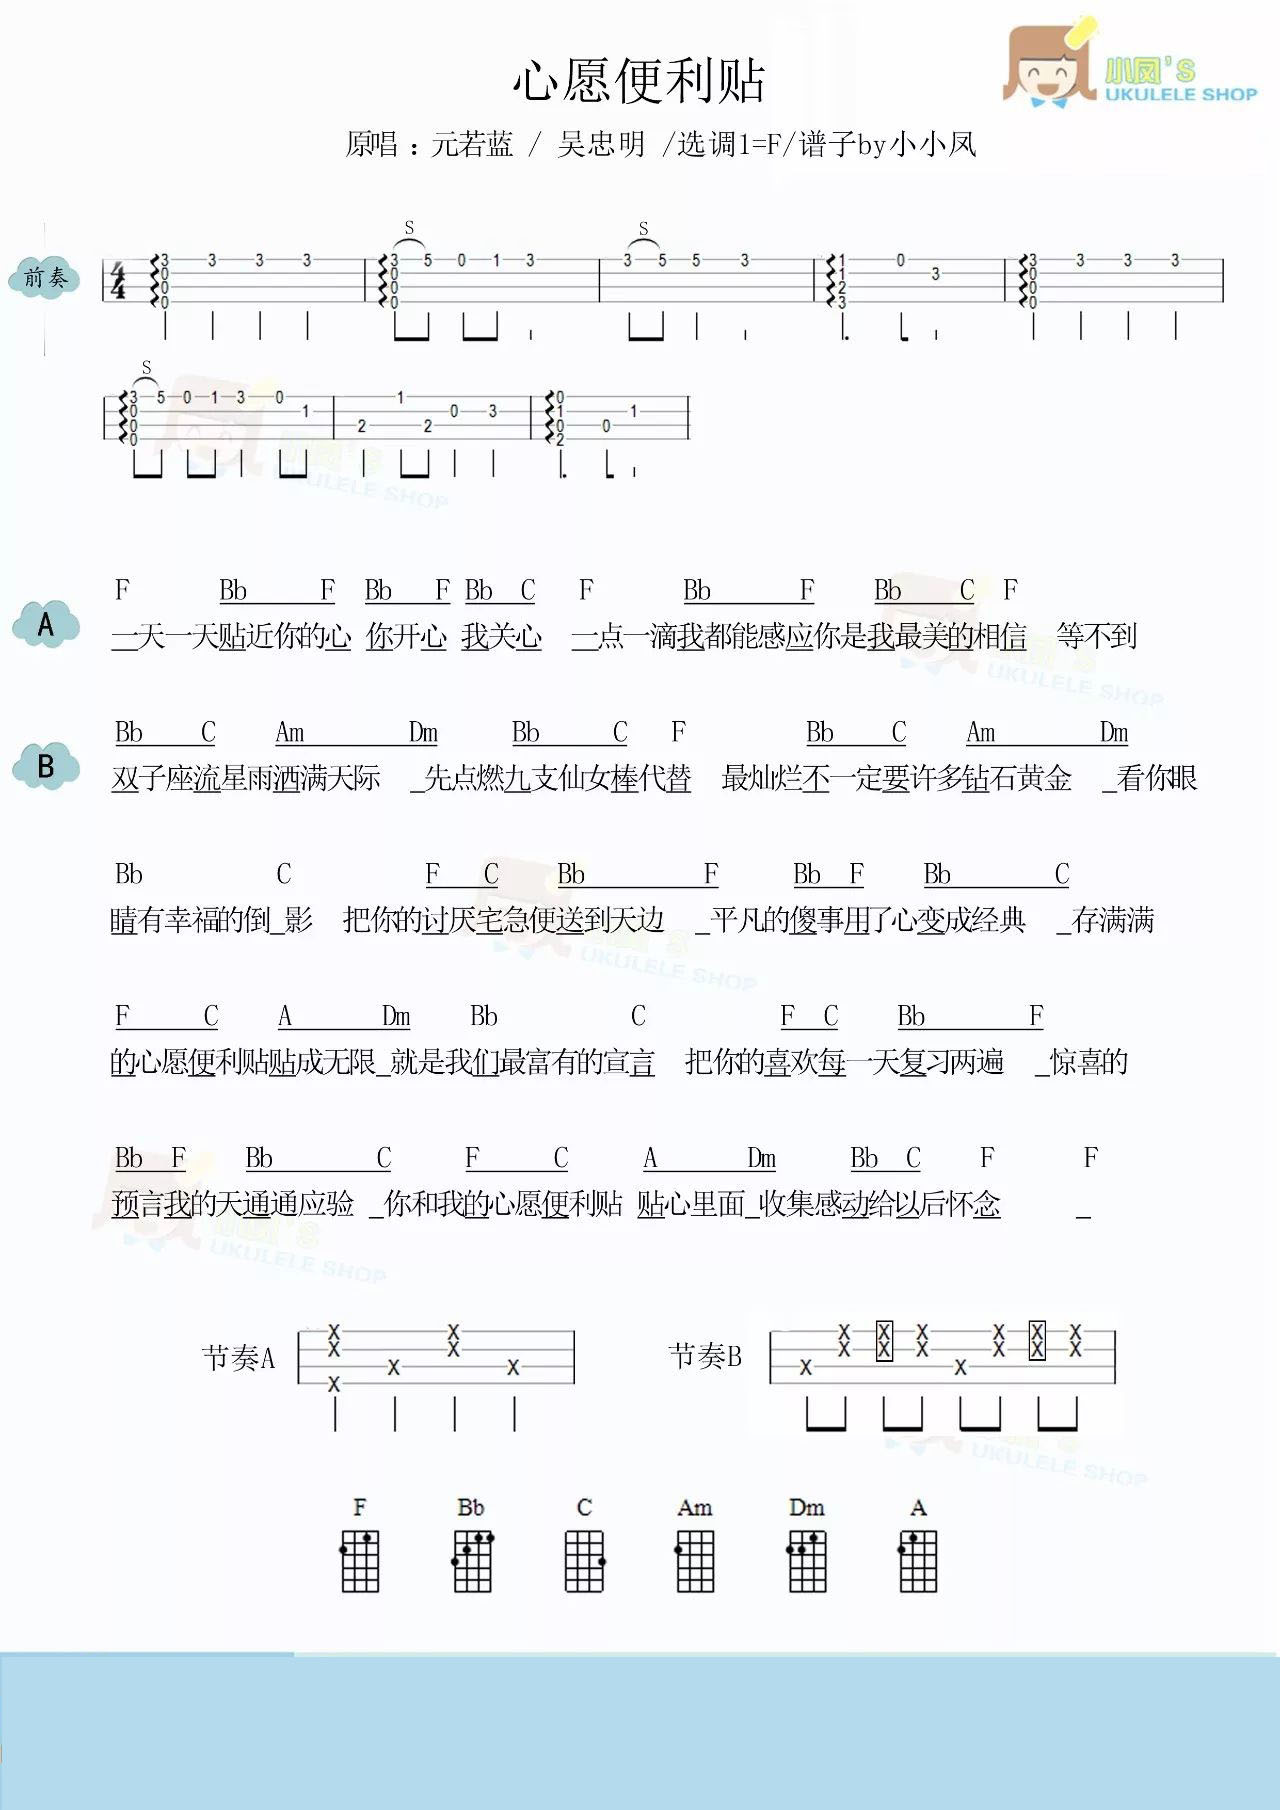 心愿便利贴
小凤's
UKULELE SHOP
原唱：元若蓝 / 吴忠明 /选调1=F/谱子by小小凤
S S
前奏 4/4 3 0 0 0 3 3 3 3 0 0 0 5 0 1 3 3 5 5 3 1 1 2 3 0 3 3 0 0 0 3 3 3
S
3 0 0 0 5 0 1 3 0 1 2 1 2 0 3 0 1 0 2 0 1
F Bb F Bb F Bb C F Bb F Bb C F
A 一天一天贴近你的心 你开心 我关心 一点一滴我都能感应你是我最美的相信 等不到
Bb C Am Dm Bb C F Bb C Am Dm
B 双子座流星雨洒满天际 _先点燃九支仙女棒代替 最灿烂不一定要许多钻石黄金 _看你眼
Bb C F C Bb F Bb F Bb C
睛有幸福的倒_影 把你的讨厌宅急便送到天边 _平凡的傻事用了心变成经典 _存满满
F C A Dm Bb C F C Bb F
的心愿便利贴贴成无限_就是我们最富有的宣言 把你的喜欢每一天复习两遍 _惊喜的
Bb F Bb C F C A Dm Bb C F F
预言我的天通通应验 _你和我的心愿便利贴 贴心里面_收集感动给以后怀念 _
节奏A X X X X X X X 节奏B X X X X X X X X X X X X X X
F Bb C Am Dm A